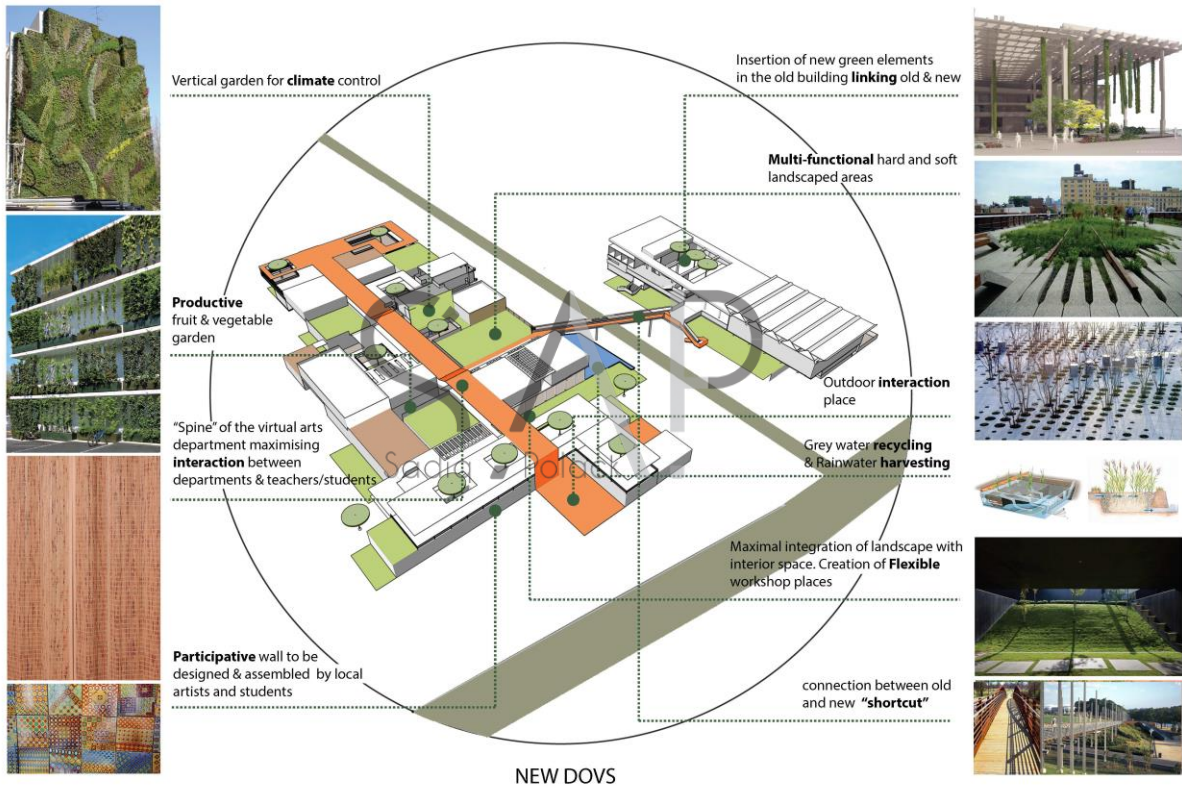 Vertical garden for climate control
Productive
fruit & vegetable
garden
“Spine” of the virtual arts
department maximising
interaction between
departments & teachers/students
Participative wall to be
designed & assembled by local
artists and students
Insertion of new green elements
in the old building linking old & new
Multi-functional hard and soft
landscaped areas
Outdoor interaction
place
Grey water recycling
& Rainwater harvesting
Maximal integration of landscape with
interior space. Creation of Flexible
workshop places
connection between old
and new “shortcut”
SAP
NEW DOVS